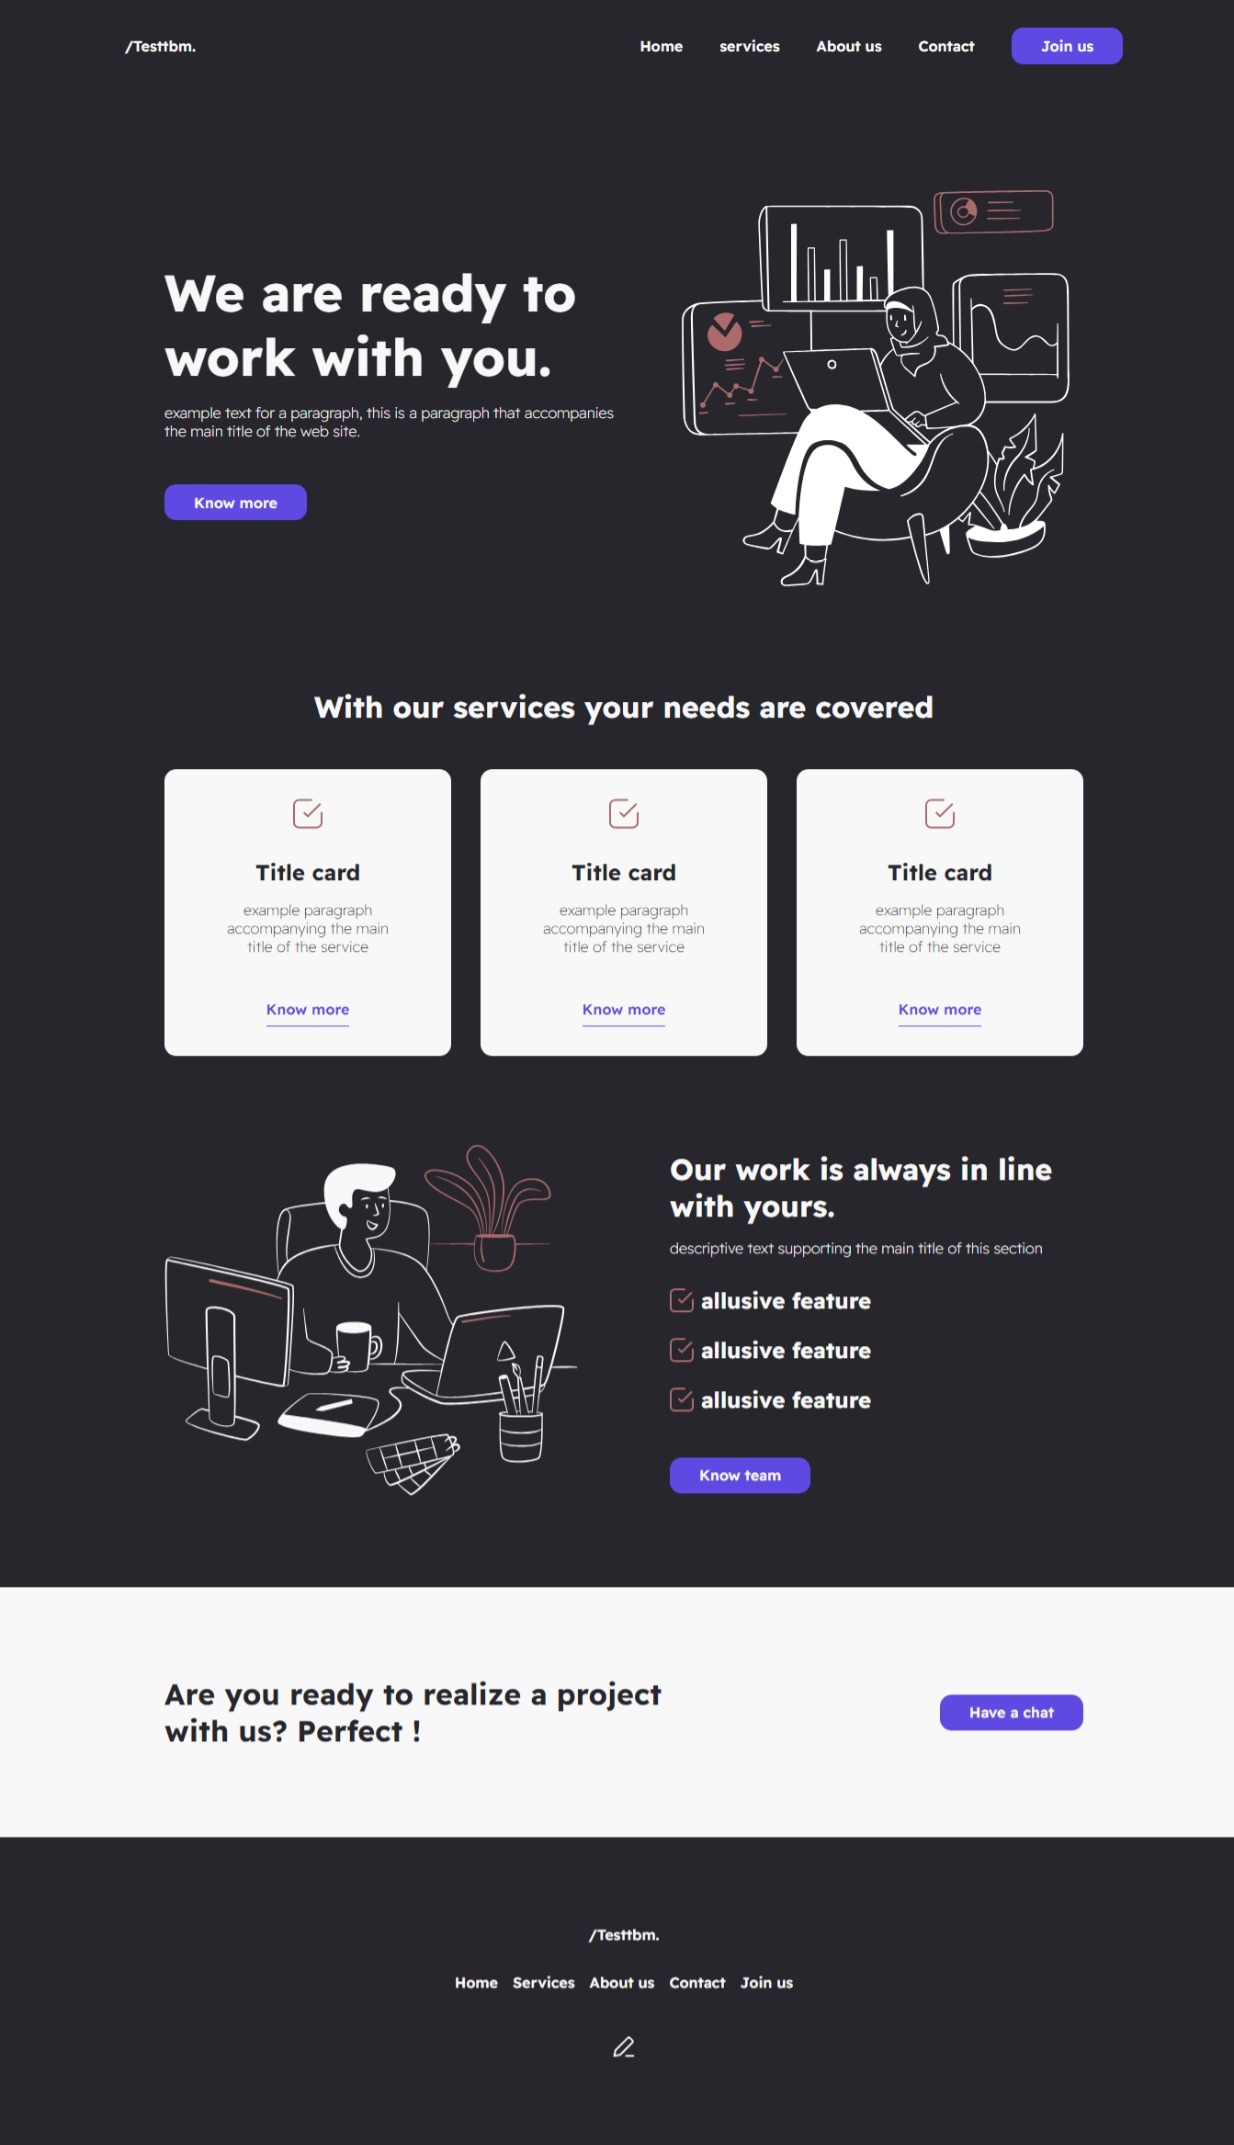 /Testtbm.
Home
services
About us
Contact
Join us
We are ready to
work with you.
example text for a paragraph, this is a paragraph that accompanies
the main title of the web site.
Know more
With our services your needs are covered
Title card
example paragraph
accompanying the main
title of the service
Know more
Title card
example paragraph
accompanying the main
title of the service
Know more
Title card
example paragraph
accompanying the main
title of the service
Know more
Our work is always in line
with yours.
descriptive text supporting the main title of this section
allusive feature
allusive feature
allusive feature
Know team
Are you ready to realize a project
with us? Perfect !
Have a chat
/Testtbm.
Home Services About us Contact Join us